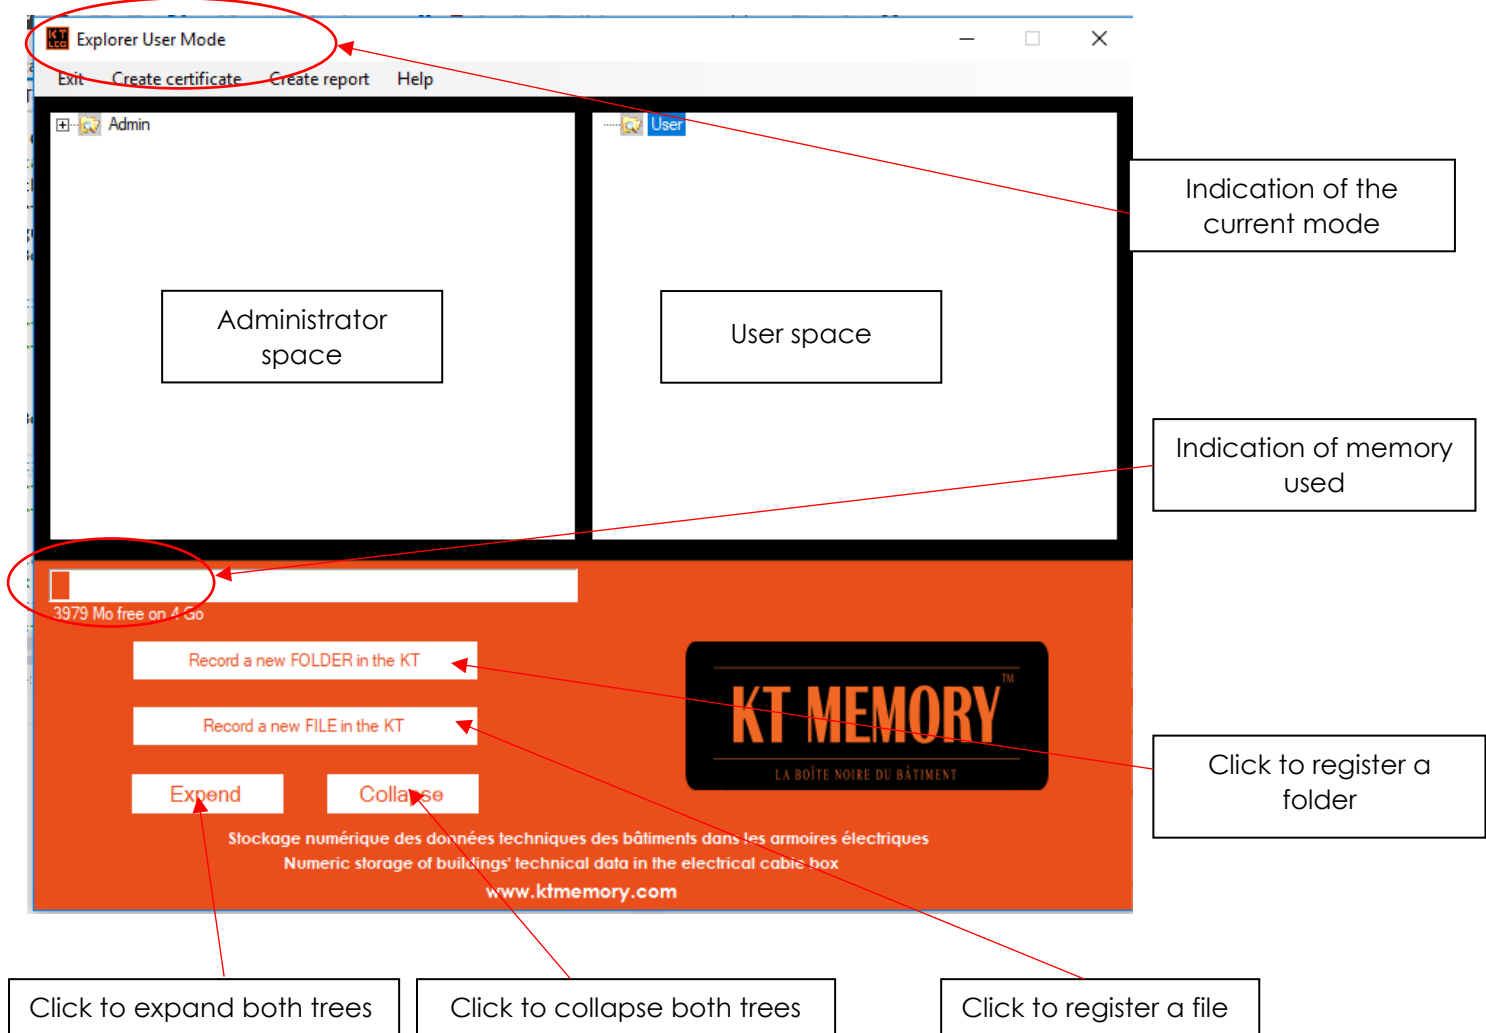 KT
LCO
Explorer User Mode
Exit Create certificate Create report Help
Admin
User
Indication of the
current mode
Administrator
space
User space
Indication of memory
used
3979 Mo free on 4 Go
Record a new FOLDER in the KT
Record a new FILE in the KT
Expend Collapse
KT MEMORY
TM
LA BOÎTE NOIRE DU BÂTIMENT
Click to register a
folder
Stockage numérique des données techniques des bâtiments dans les armoires électriques
Numeric storage of buildings' technical data in the electrical cable box
www.ktmemory.com
Click to expand both trees
Click to collapse both trees
Click to register a file